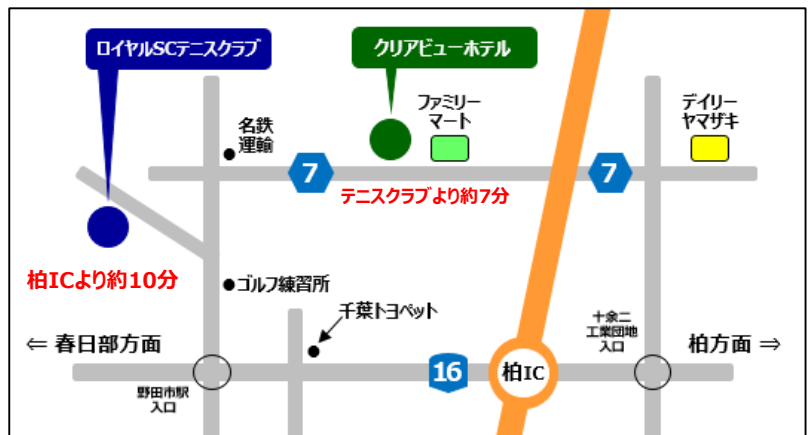 ロイヤルSCテニスクラブ
クリアビューホテル
ファミリー
マート
デイリー
ヤマザキ
名鉄
運輸
7
7
テニスクラブより約7分
柏ICより約10分
ゴルフ練習所
千葉トヨペット
十余二
工業団地
入口
⇐ 春日部方面
柏方面 ⇒
16
柏IC
野田市駅
入口